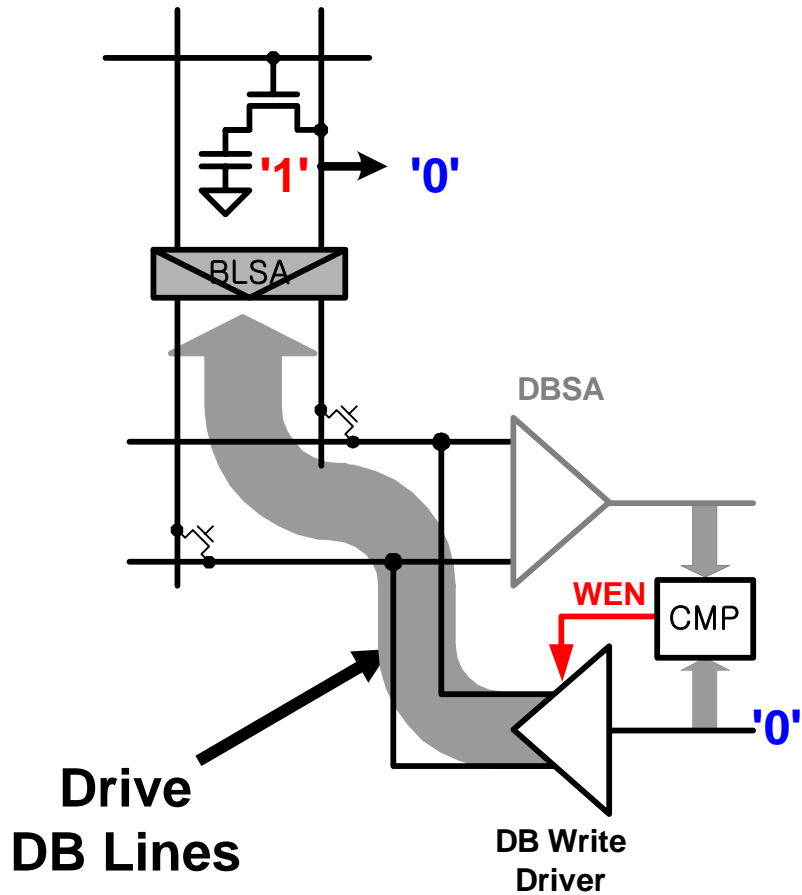 '1'
'0'
BLSA
DBSA
WEN
CMP
'0'
Drive
DB Lines
DB Write
Driver